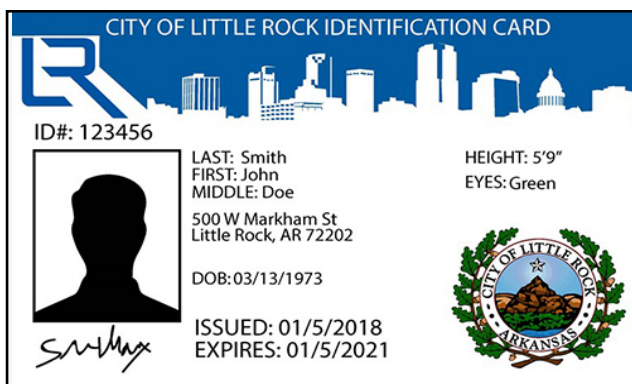 CITY OF LITTLE ROCK IDENTIFICATION CARD
LR
ID#: 123456
LAST: Smith
FIRST: John
MIDDLE: Doe
500 W Markham St
Little Rock, AR 72202
DOB: 03/13/1973
ISSUED: 01/5/2018
EXPIRES: 01/5/2021
HEIGHT: 5'9"
EYES: Green
CITY OF LITTLE ROCK
ARKANSAS